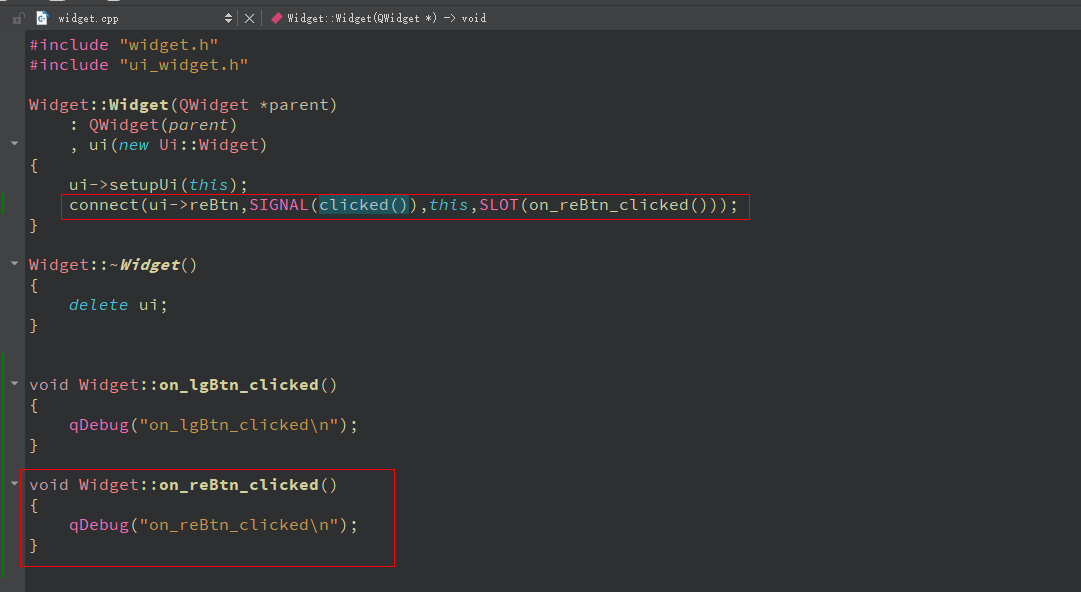 widget.cpp
Widget::Widget(QWidget *) -> void
#include "widget.h"
#include "ui_widget.h"
Widget::Widget(QWidget *parent)
: QWidget(parent)
, ui(new Ui::Widget)
{
ui->setupUi(this);
connect(ui->reBtn,SIGNAL(clicked()),this,SLOT(on_reBtn_clicked()));
}
Widget::~Widget()
{
delete ui;
}
void Widget::on_lgBtn_clicked()
{
qDebug("on_lgBtn_clicked\n");
}
void Widget::on_reBtn_clicked()
{
qDebug("on_reBtn_clicked\n");
}